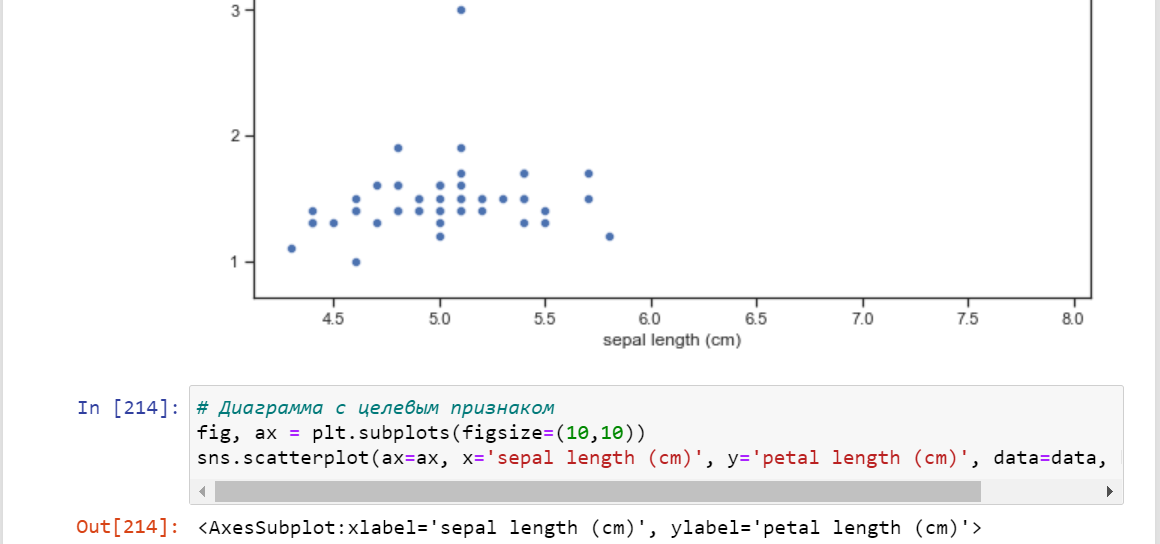 3
2
1
4.5 5.0 5.5 6.0 6.5 7.0 7.5 8.0
sepal length (cm)
In [214]:
# Диаграмма с целевым признаком
fig, ax = plt.subplots(figsize=(10,10))
sns.scatterplot(ax=ax, x='sepal length (cm)', y='petal length (cm)', data=data,
Out[214]: <AxesSubplot:xlabel='sepal length (cm)', ylabel='petal length (cm)'>